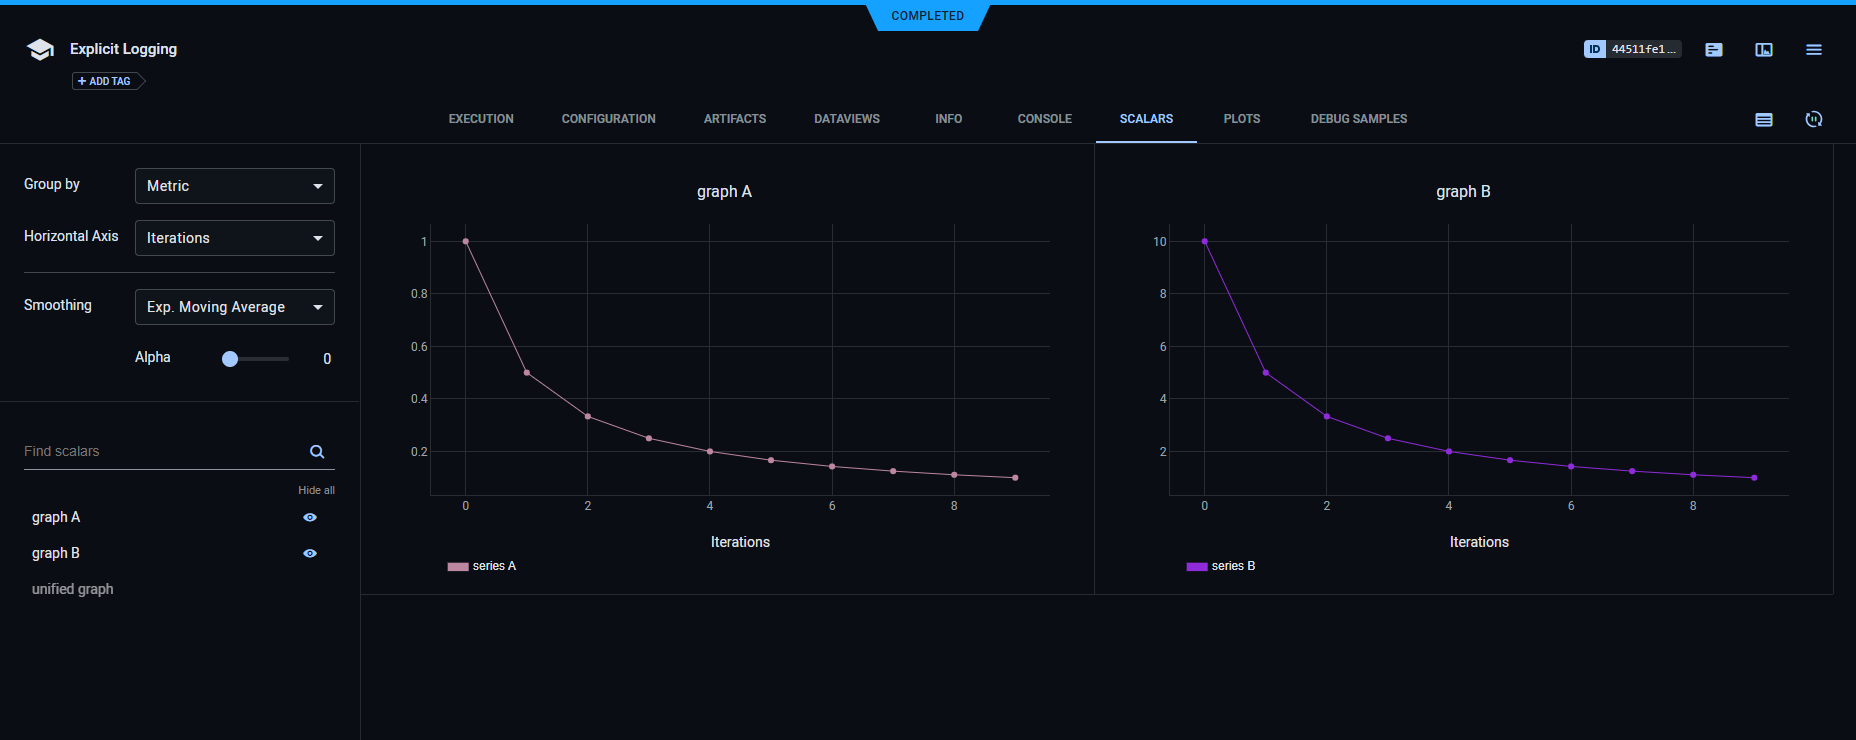 COMPLETED
Explicit Logging
ID 44511fe1...
+ ADD TAG
EXECUTION CONFIGURATION ARTIFACTS DATAVIEWS INFO CONSOLE SCALARS PLOTS DEBUG SAMPLES
Group by Metric
Horizontal Axis Iterations
Smoothing Exp. Moving Average
Alpha 0
Find scalars
Hide all
graph A
graph B
unified graph
graph A
1
0.8
0.6
0.4
0.2
0 2 4 6 8
Iterations
series A
graph B
10
8
6
4
2
0 2 4 6 8
Iterations
series B